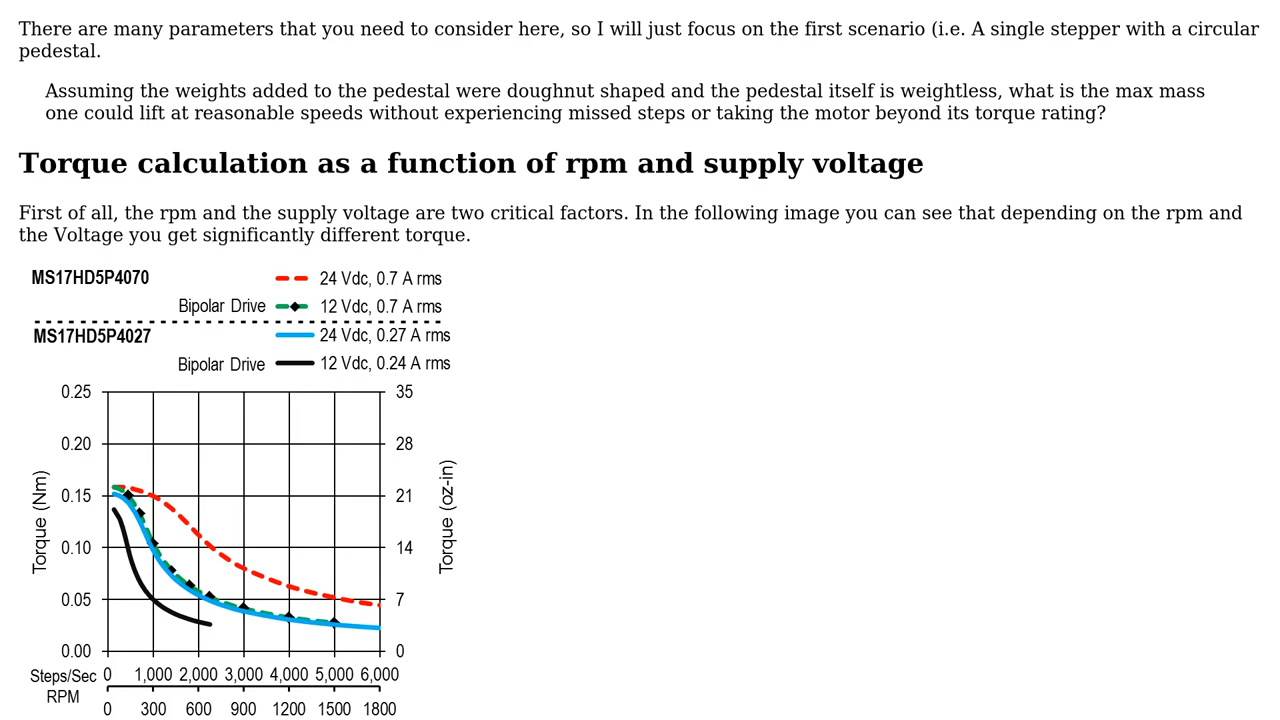 There are many parameters that you need to consider here, so I will just focus on the first scenario (i.e. A single stepper with a circular
pedestal.
Assuming the weights added to the pedestal were doughnut shaped and the pedestal itself is weightless, what is the max mass
one could lift at reasonable speeds without experiencing missed steps or taking the motor beyond its torque rating?
Torque calculation as a function of rpm and supply voltage
First of all, the rpm and the supply voltage are two critical factors. In the following image you can see that depending on the rpm and
the Voltage you get significantly different torque.
MS17HD5P4070 24 Vdc, 0.7 A rms
Bipolar Drive 12 Vdc, 0.7 A rms
MS17HD5P4027 24 Vdc, 0.27 A rms
Bipolar Drive 12 Vdc, 0.24 A rms
0.25 35
0.20 28
0.15 21
0.10 14
0.05 7
0.00 0
Torque (Nm)
Torque (oz-in)
Steps/Sec 0 1,000 2,000 3,000 4,000 5,000 6,000
RPM
0 300 600 900 1200 1500 1800